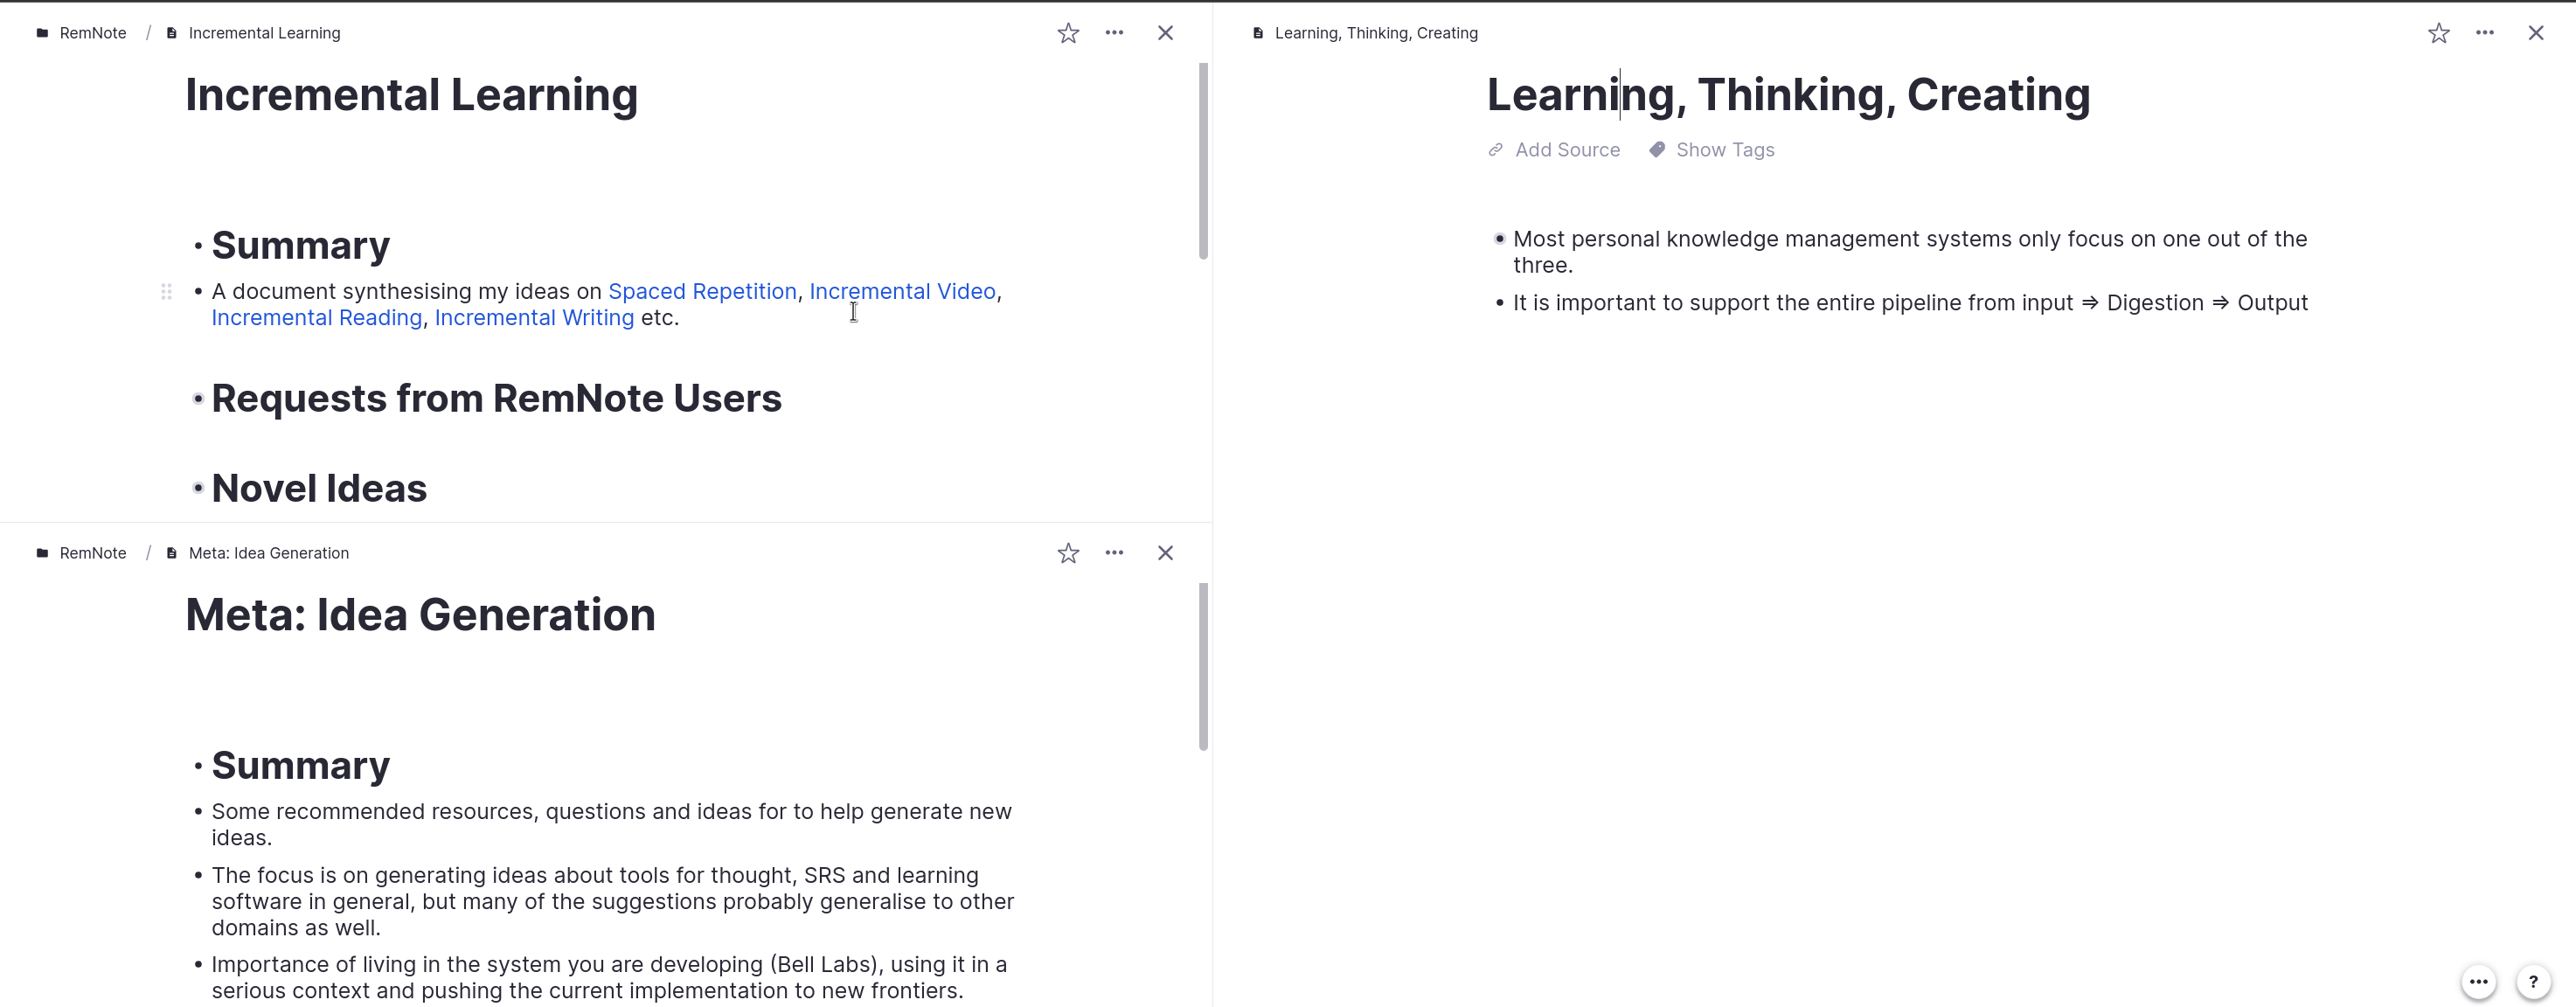 RemNote / Incremental Learning
Incremental Learning
Summary
A document synthesising my ideas on Spaced Repetition, Incremental Video,
Incremental Reading, Incremental Writing etc.
Requests from RemNote Users
Novel Ideas
RemNote / Meta: Idea Generation
Meta: Idea Generation
Summary
Some recommended resources, questions and ideas for to help generate new
ideas.
The focus is on generating ideas about tools for thought, SRS and learning
software in general, but many of the suggestions probably generalise to other
domains as well.
Importance of living in the system you are developing (Bell Labs), using it in a
serious context and pushing the current implementation to new frontiers.
Learning, Thinking, Creating
Learning, Thinking, Creating
Add Source Show Tags
Most personal knowledge management systems only focus on one out of the
three.
It is important to support the entire pipeline from input ⇒ Digestion ⇒ Output
?